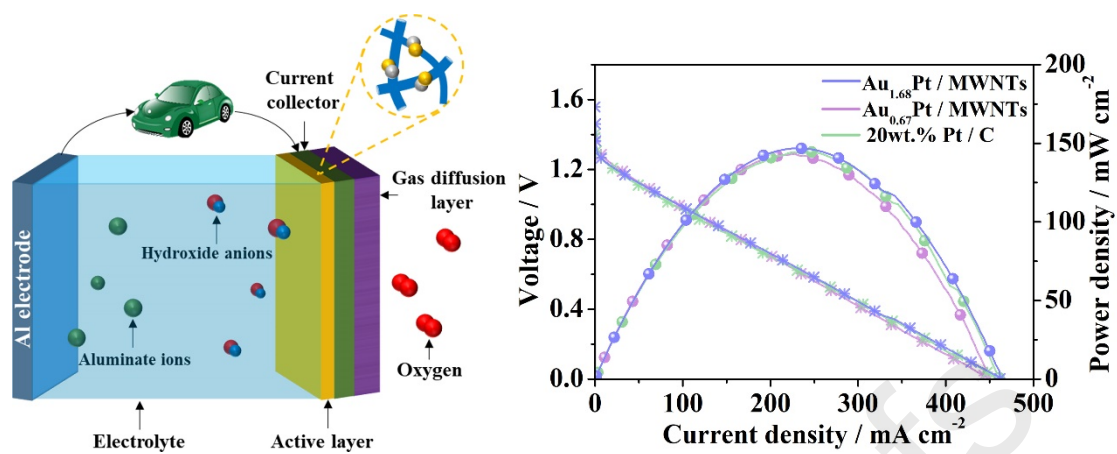 Current
collector
Gas diffusion
layer
Al electrode
Hydroxide anions
Aluminate ions
Oxygen
Electrolyte
Active layer
Au1.68Pt / MWNTs
Au0.67Pt / MWNTs
20wt.% Pt / C
Voltage / V
1.6
1.2
0.8
0.4
0.0
0 100 200 300 400 500
Current density / mA cm-2
200
150
100
50
0
Power density / mW cm-2